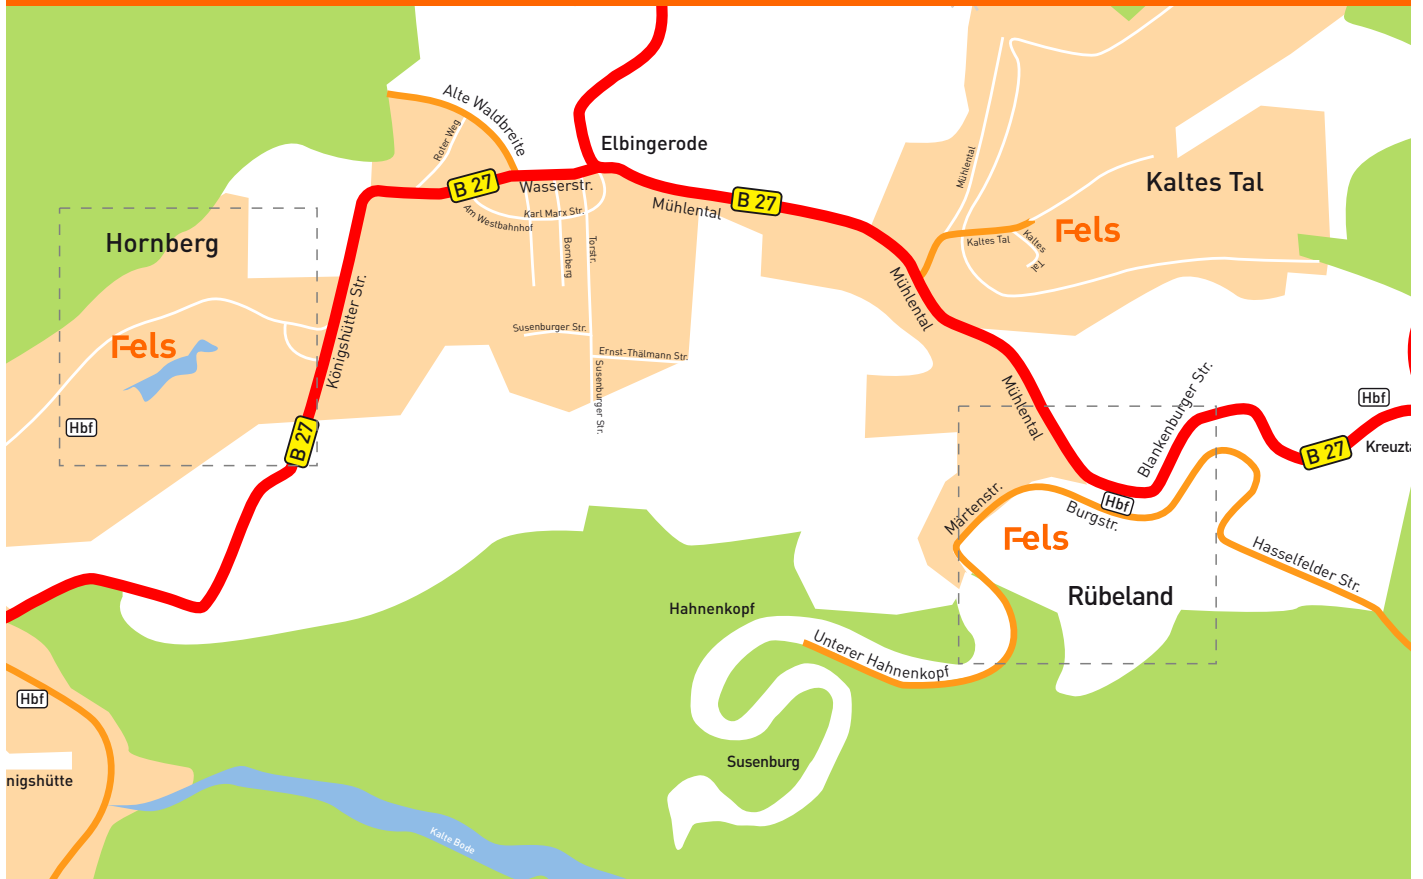 Alte Waldbreite
Roter Weg
Elbingerode
B 27
Wasserstr.
Am Westbahnhof
Karl Marx Str.
Bornberg
Torstr.
Mühlental
B 27
Mühlental
Kaltes Tal
Fels
Kaltes Tal
Kaltes
Tal
Hornberg
Fels
Hbf
Königshütter Str.
B 27
Susenburger Str.
Ernst-Thälmann Str.
Susenburger Str.
Mühlental
Mühlental
Blankenburger Str.
Hbf
B 27
Kreuzta
Märtenstr.
Hbf
Burgstr.
Fels
Hasselfelder Str.
Rübeland
Hahnenkopf
Unterer Hahnenkopf
Susenburg
Hbf
nigshütte
Kalte Bode